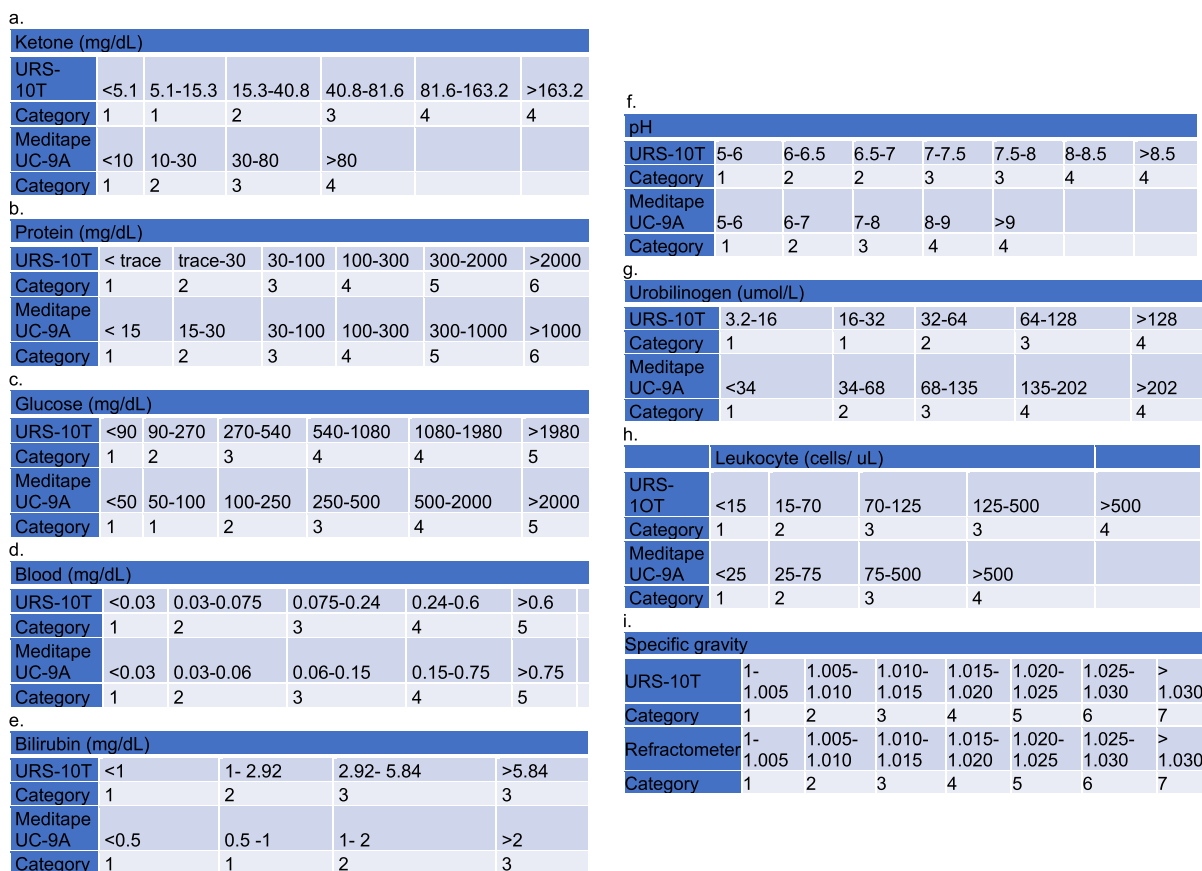 a.
Ketone (mg/dL)
URS-
10T <5.1 5.1-15.3 15.3-40.8 40.8-81.6 81.6-163.2 >163.2
Category 1 1 2 3 4 4
Meditape
UC-9A <10 10-30 30-80 >80
Category 1 2 3 4
b.
Protein (mg/dL)
URS-10T < trace trace-30 30-100 100-300 300-2000 >2000
Category 1 2 3 4 5 6
Meditape
UC-9A < 15 15-30 30-100 100-300 300-1000 >1000
Category 1 2 3 4 5 6
c.
Glucose (mg/dL)
URS-10T <90 90-270 270-540 540-1080 1080-1980 >1980
Category 1 2 3 4 4 5
Meditape
UC-9A <50 50-100 100-250 250-500 500-2000 >2000
Category 1 1 2 3 4 5
d.
Blood (mg/dL)
URS-10T <0.03 0.03-0.075 0.075-0.24 0.24-0.6 >0.6
Category 1 2 3 4 5
Meditape
UC-9A <0.03 0.03-0.06 0.06-0.15 0.15-0.75 >0.75
Category 1 2 3 4 5
e.
Bilirubin (mg/dL)
URS-10T <1 1- 2.92 2.92- 5.84 >5.84
Category 1 2 3 3
Meditape
UC-9A <0.5 0.5 -1 1- 2 >2
Category 1 1 2 3
f.
pH
URS-10T 5-6 6-6.5 6.5-7 7-7.5 7.5-8 8-8.5 >8.5
Category 1 2 2 3 3 4 4
Meditape
UC-9A 5-6 6-7 7-8 8-9 >9
Category 1 2 3 4 4
g.
Urobilinogen (umol/L)
URS-10T 3.2-16 16-32 32-64 64-128 >128
Category 1 1 2 3 4
Meditape
UC-9A <34 34-68 68-135 135-202 >202
Category 1 2 3 4 4
h.
Leukocyte (cells/ uL)
URS-
1OT <15 15-70 70-125 125-500 >500
Category 1 2 3 3 4
Meditape
UC-9A <25 25-75 75-500 >500
Category 1 2 3 4
i.
Specific gravity
URS-10T 1- 1.005- 1.010- 1.015- 1.020- 1.025- >
1.005 1.010 1.015 1.020 1.025 1.030 1.030
Category 1 2 3 4 5 6 7
Refractometer 1- 1.005- 1.010- 1.015- 1.020- 1.025- >
1.005 1.010 1.015 1.020 1.025 1.030 1.030
Category 1 2 3 4 5 6 7